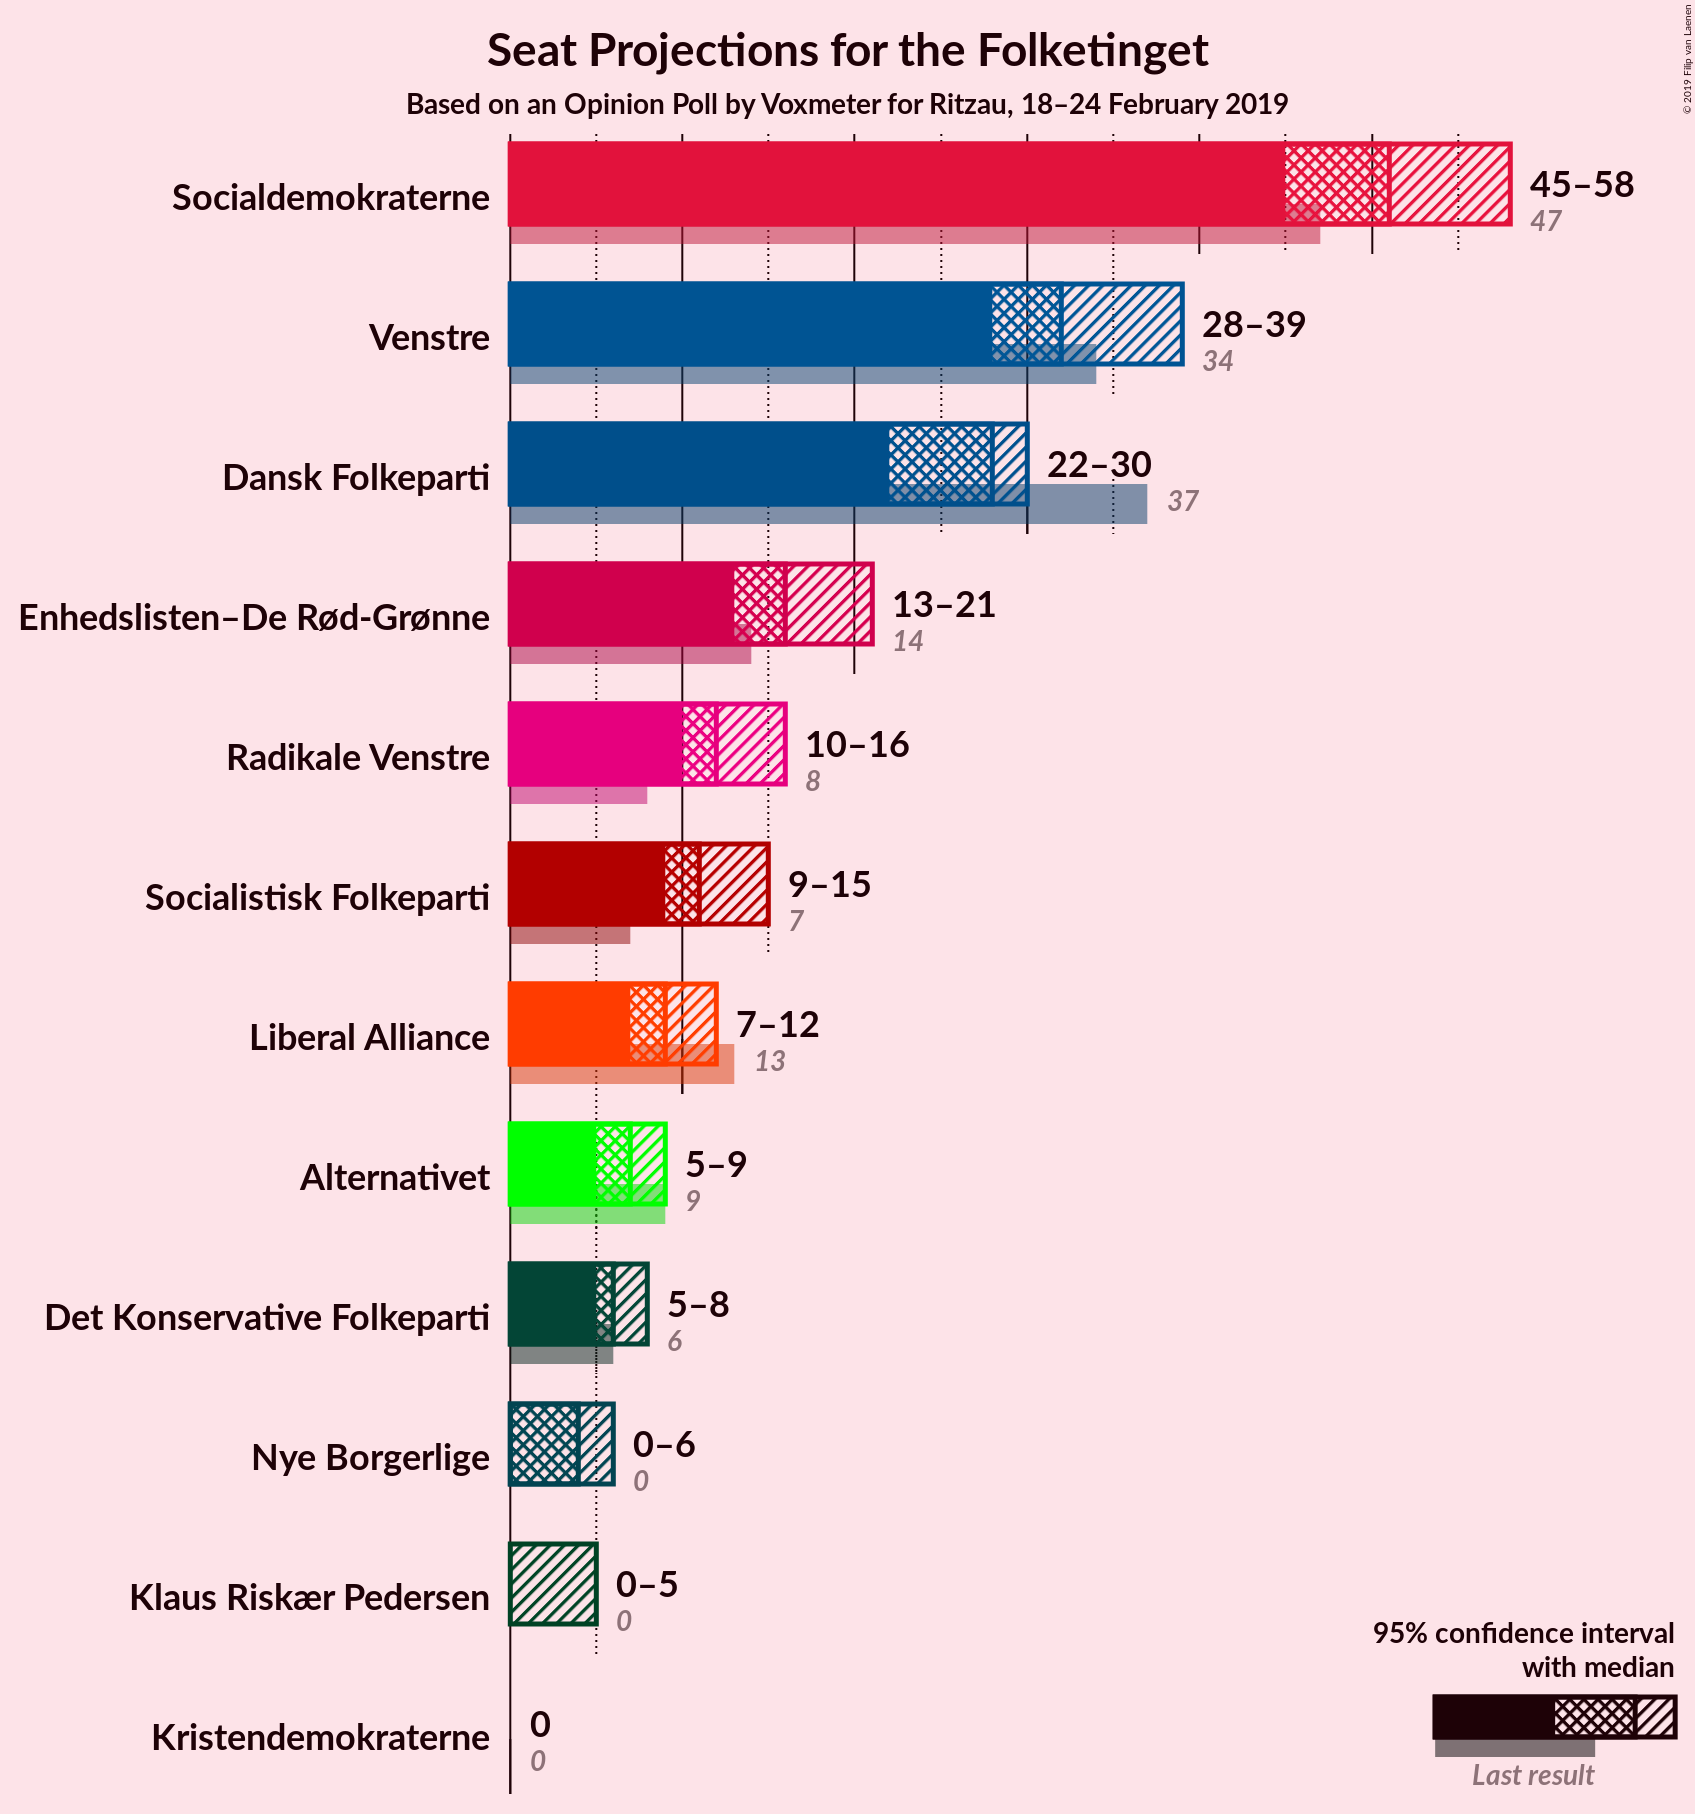 Seat Projections for the Folketinget
Based on an Opinion Poll by Voxmeter for Ritzau, 18–24 February 2019
© 2019 Filip van Laenen
Socialdemokraterne
45–58
47
Venstre
28–39
34
Dansk Folkeparti
22–30
37
Enhedslisten–De Rød-Grønne
13–21
14
Radikale Venstre
10–16
8
Socialistisk Folkeparti
9–15
7
Liberal Alliance
7–12
13
Alternativet
5–9
9
Det Konservative Folkeparti
5–8
6
Nye Borgerlige
0–6
0
Klaus Riskær Pedersen
0–5
0
Kristendemokraterne
0
0
95% confidence interval
with median
Last result